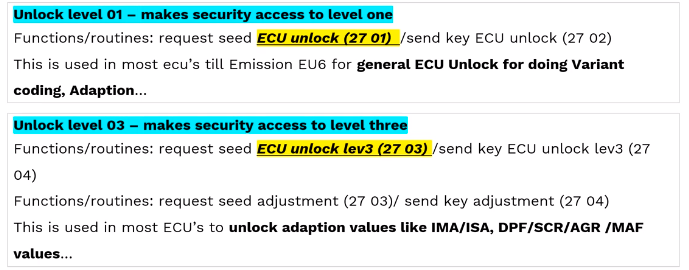 Unlock level 01 – makes security access to level one
Functions/routines: request seed ECU unlock (27 01) /send key ECU unlock (27 02)
This is used in most ecu's till Emission EU6 for general ECU Unlock for doing Variant
coding, Adaption...
Unlock level 03 – makes security access to level three
Functions/routines: request seed ECU unlock lev3 (27 03) /send key ECU unlock lev3 (27
04)
Functions/routines: request seed adjustment (27 03)/ send key adjustment (27 04)
This is used in most ECU's to unlock adaption values like IMA/ISA, DPF/SCR/AGR /MAF
values...